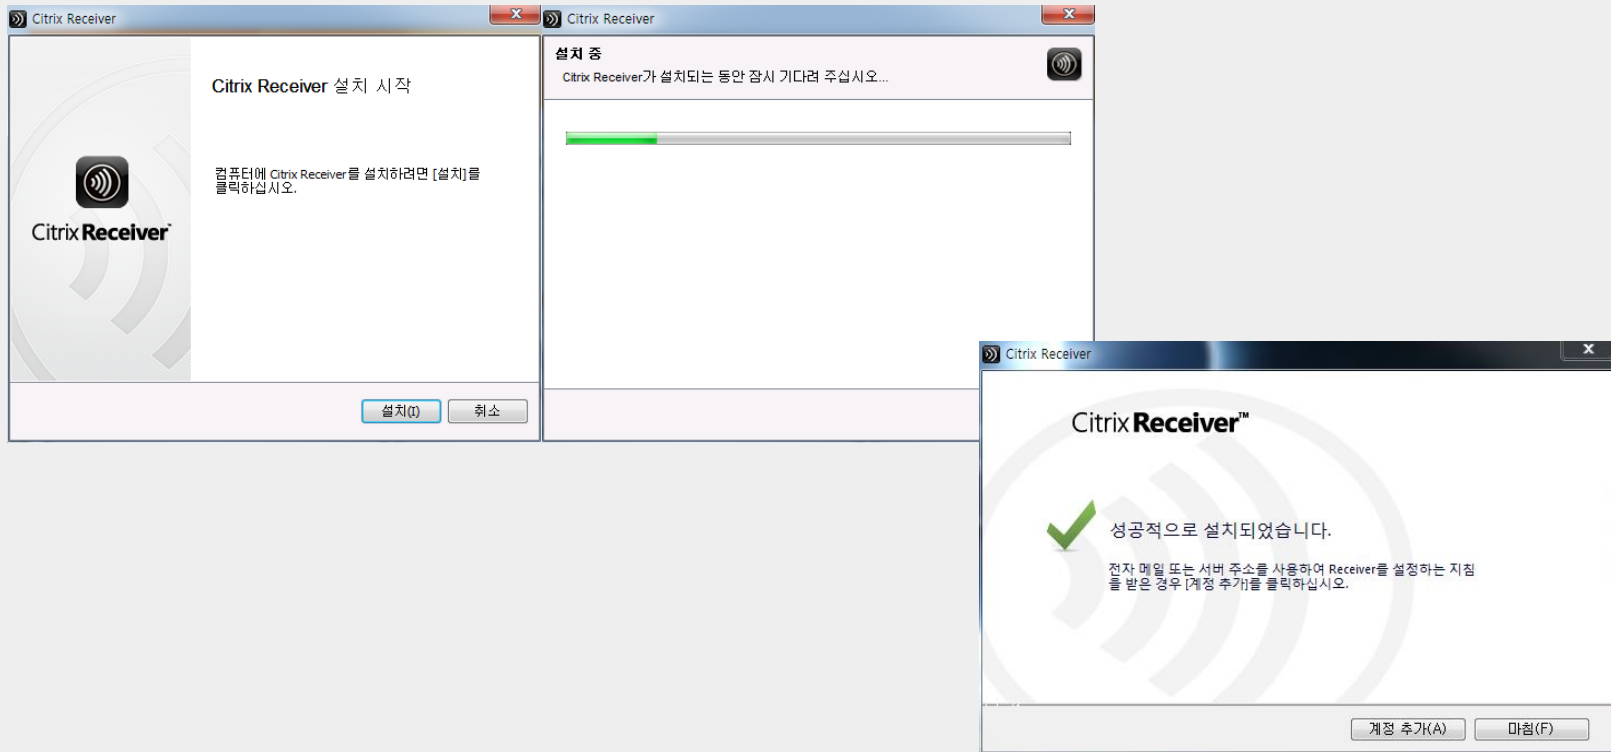 Citrix Receiver
Citrix Receiver 설치 시작
컴퓨터에 Citrix Receiver를 설치하려면 [설치]를
클릭하십시오.
Citrix Receiver™
설치(I)
취소
Citrix Receiver
설치 중
Citrix Receiver가 설치되는 동안 잠시 기다려 주십시오...
Citrix Receiver
Citrix Receiver™
성공적으로 설치되었습니다.
전자 메일 또는 서버 주소를 사용하여 Receiver를 설정하는 지침
을 받은 경우 [계정 추가]를 클릭하십시오.
계정 추가(A)
마침(F)